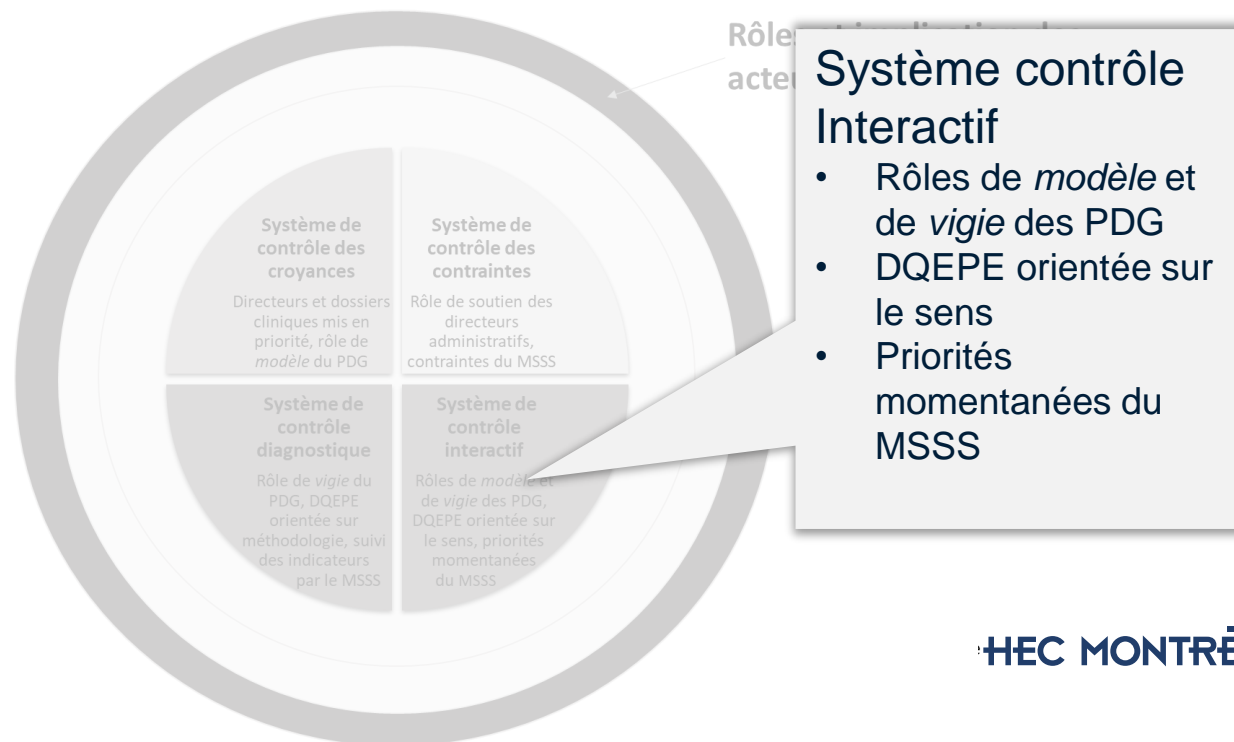 Rôles et implication des
acteu
Système contrôle
Interactif
• Rôles de modèle et
de vigie des PDG
• DQEPE orientée sur
le sens
• Priorités
momentanées du
MSSS
Système de
contrôle des
croyances
Directeurs et dossiers
cliniques mis en
priorité, rôle de
modèle du PDG
Système de
contrôle des
contraintes
Rôle de soutien des
directeurs
administratifs,
contraintes du MSSS
Système de
contrôle
diagnostique
Rôle de vigie du
PDG, DQEPE
orientée sur
méthodologie, suivi
des indicateurs
par le MSSS
Système de
contrôle
interactif
Rôles de modèle et
de vigie des PDG,
DQEPE orientée sur
le sens, priorités
momentanées
du MSSS
HEC MONTRÉ